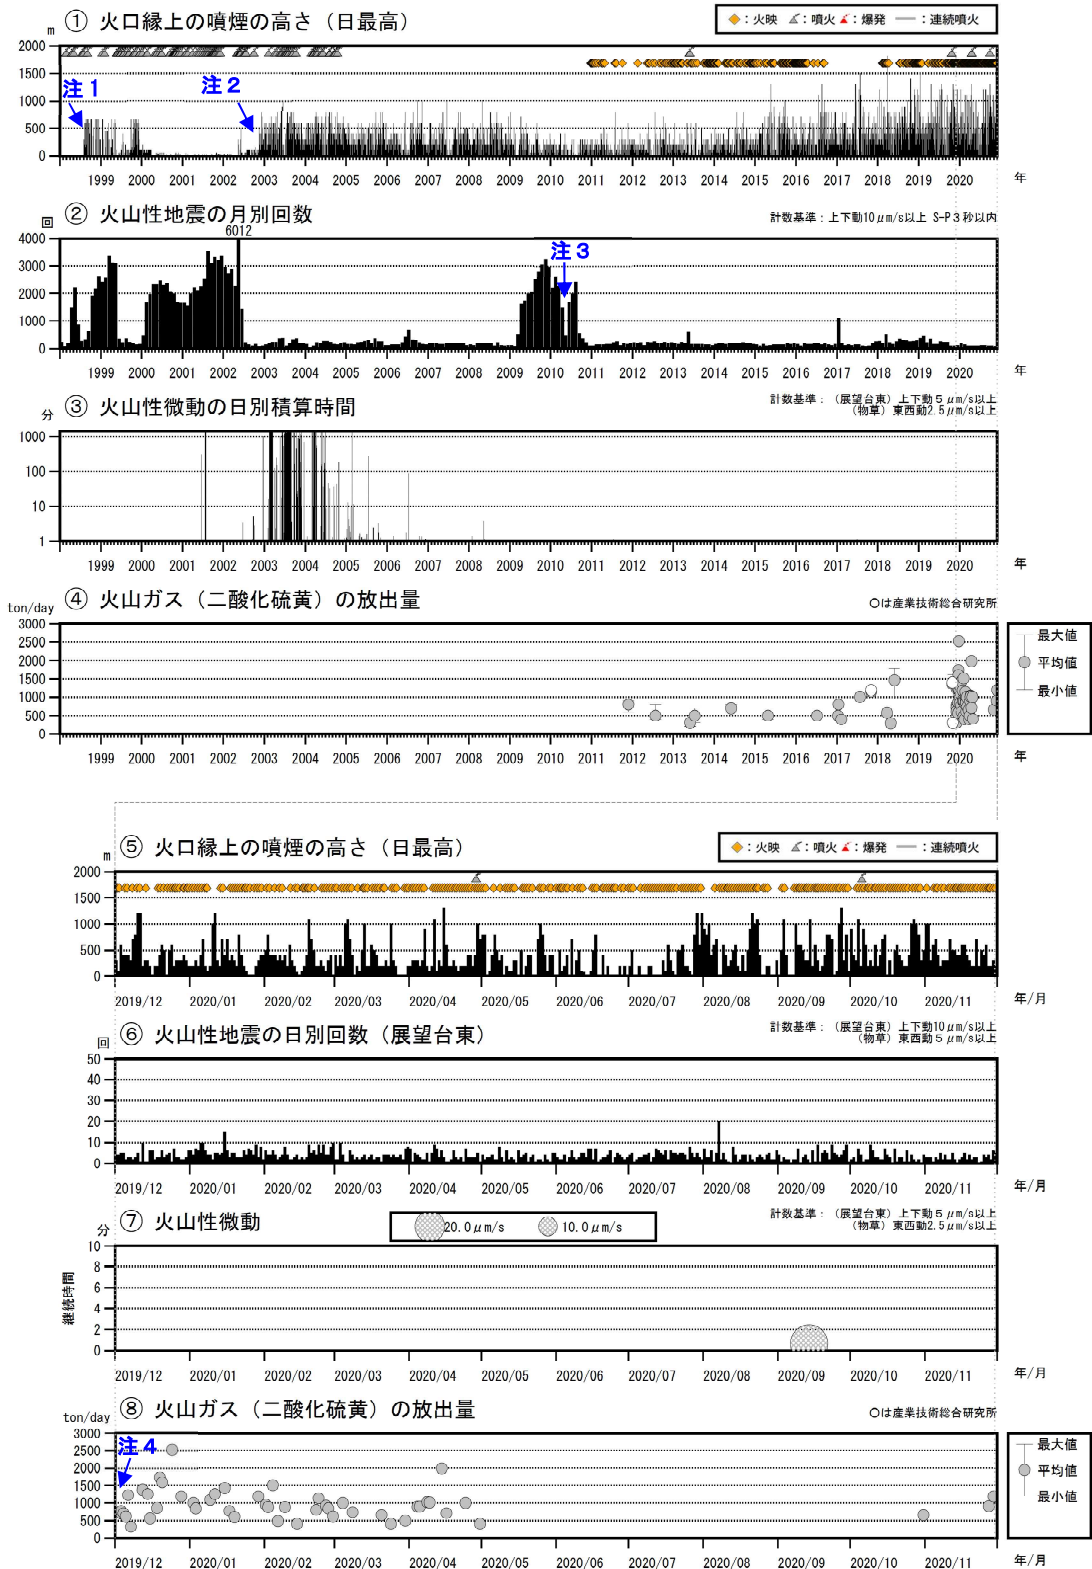 ① 火口縁上の噴煙の高さ（日最高）
◆：火映 ：噴火 ：爆発 ：連続噴火
m
2000
1500
1000
500
0
注１
注２
1999 2000 2001 2002 2003 2004 2005 2006 2007 2008 2009 2010 2011 2012 2013 2014 2015 2016 2017 2018 2019 2020 年
② 火山性地震の月別回数
計数基準：上下動10μm/s以上 S-P３秒以内
回
6012
4000
3000
2000
1000
0
注３
1999 2000 2001 2002 2003 2004 2005 2006 2007 2008 2009 2010 2011 2012 2013 2014 2015 2016 2017 2018 2019 2020 年
③ 火山性微動の日別積算時間
計数基準：（展望台東）上下動５μm/s以上
（物草）東西動2.5μm/s以上
分
1000
100
10
1
1999 2000 2001 2002 2003 2004 2005 2006 2007 2008 2009 2010 2011 2012 2013 2014 2015 2016 2017 2018 2019 2020 年
④ 火山ガス（二酸化硫黄）の放出量
○は産業技術総合研究所
ton/day
3000
2500
2000
1500
1000
500
0
最大値
平均値
最小値
1999 2000 2001 2002 2003 2004 2005 2006 2007 2008 2009 2010 2011 2012 2013 2014 2015 2016 2017 2018 2019 2020 年
⑤ 火口縁上の噴煙の高さ（日最高）
◆：火映 ：噴火 ：爆発 ：連続噴火
m
2000
1500
1000
500
0
2019/12 2020/01 2020/02 2020/03 2020/04 2020/05 2020/06 2020/07 2020/08 2020/09 2020/10 2020/11 年/月
⑥ 火山性地震の日別回数（展望台東）
計数基準：（展望台東）上下動10μm/s以上
（物草）東西動５μm/s以上
回
50
40
30
20
10
0
2019/12 2020/01 2020/02 2020/03 2020/04 2020/05 2020/06 2020/07 2020/08 2020/09 2020/10 2020/11 年/月
⑦ 火山性微動
20.0μm/s 10.0μm/s
計数基準：（展望台東）上下動５μm/s以上
（物草）東西動2.5μm/s以上
分
継続時間
10
8
6
4
2
0
2019/12 2020/01 2020/02 2020/03 2020/04 2020/05 2020/06 2020/07 2020/08 2020/09 2020/10 2020/11 年/月
⑧ 火山ガス（二酸化硫黄）の放出量
○は産業技術総合研究所
ton/day
3000
2500
2000
1500
1000
500
0
注４
最大値
平均値
最小値
2019/12 2020/01 2020/02 2020/03 2020/04 2020/05 2020/06 2020/07 2020/08 2020/09 2020/10 2020/11 年/月